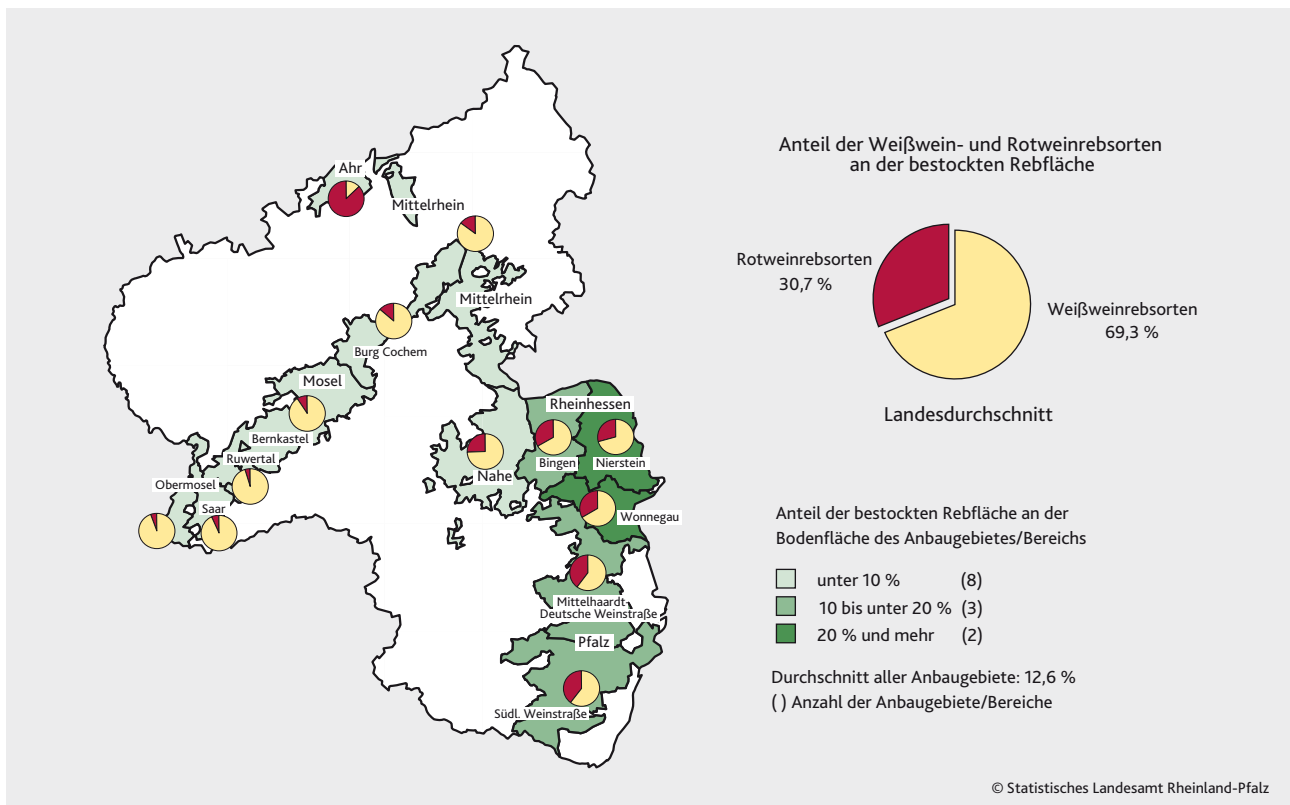 Ahr
Mittelrhein
Mittelrhein
Burg Cochem
Mosel
Bernkastel
Ruwertal
Obermosel
Saar
Nahe
Rheinhessen
Bingen
Nierstein
Wonnegau
Mittelhaardt-
Deutsche Weinstraße
Pfalz
Südl. Weinstraße
Anteil der Weißwein- und Rotweinrebsorten
an der bestockten Rebfläche
Rotweinrebsorten
30,7 %
Weißweinrebsorten
69,3 %
Landesdurchschnitt
Anteil der bestockten Rebfläche an der
Bodenfläche des Anbaugebietes/Bereichs
unter 10 % (8)
10 bis unter 20 % (3)
20 % und mehr (2)
Durchschnitt aller Anbaugebiete: 12,6 %
( ) Anzahl der Anbaugebiete/Bereiche
© Statistisches Landesamt Rheinland-Pfalz